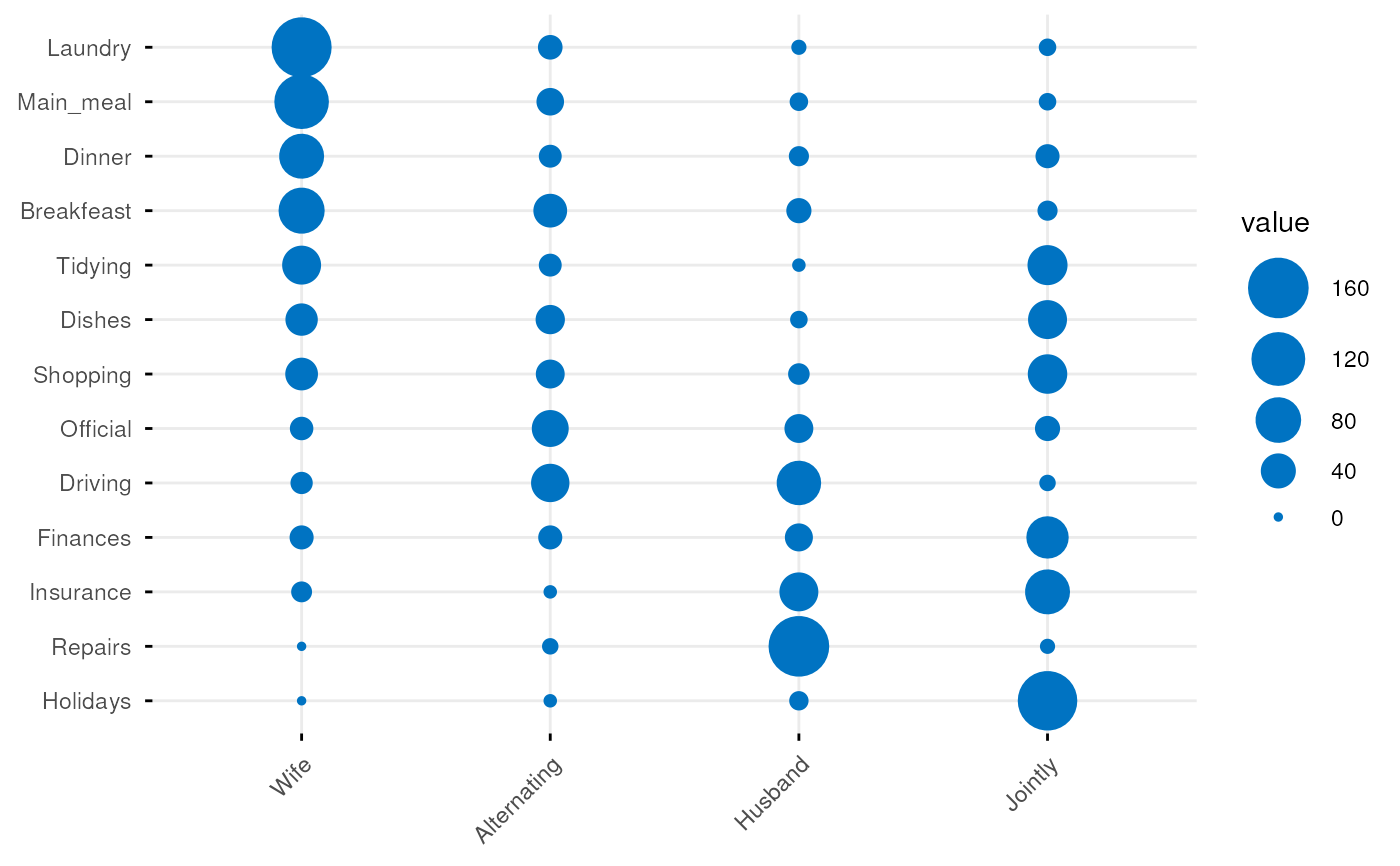 Laundry
Main_meal
Dinner
Breakfeast
Tidying
Dishes
Shopping
Official
Driving
Finances
Insurance
Repairs
Holidays
Wife
Alternating
Husband
Jointly
value
160
120
80
40
0